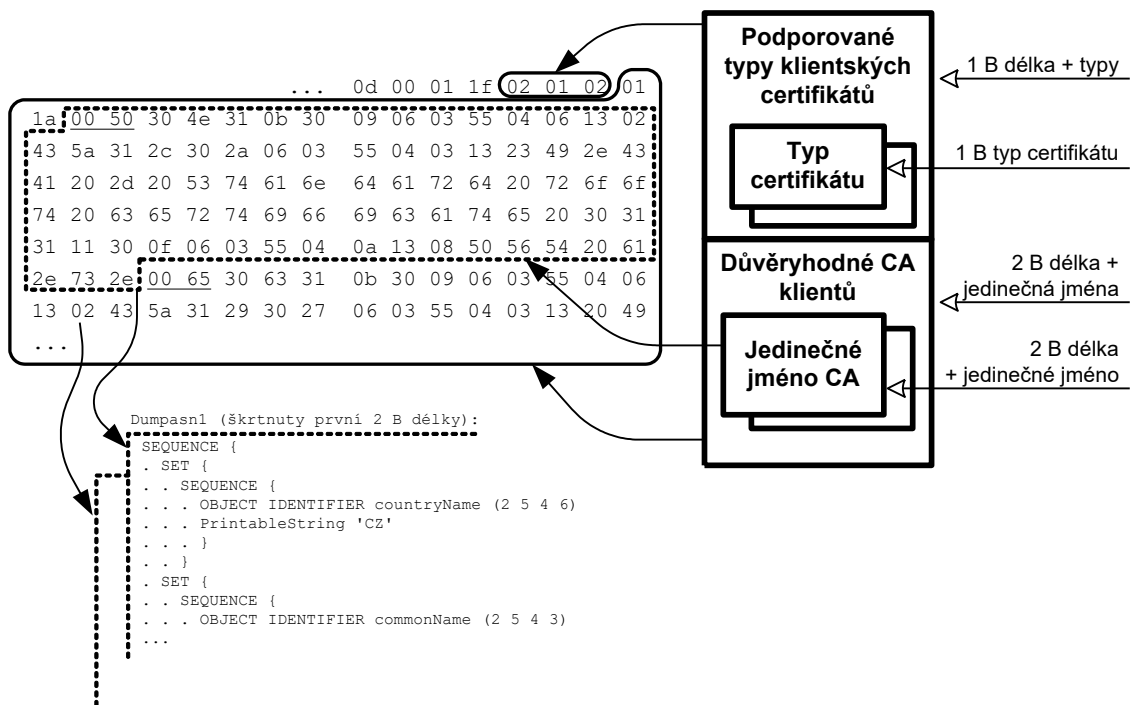 ... 0d 00 01 1f 02 01 02 01
1a 00 50 30 4e 31 0b 30 09 06 03 55 04 06 13 02
43 5a 31 2c 30 2a 06 03 55 04 03 13 23 49 2e 43
41 20 2d 20 53 74 61 6e 64 61 72 64 20 72 6f 6f
74 20 63 65 72 74 69 66 69 63 61 74 65 20 30 31
31 11 30 0f 06 03 55 04 0a 13 08 50 56 54 20 61
2e 73 2e 00 65 30 63 31 0b 30 09 06 03 55 04 06
13 02 43 5a 31 29 30 27 06 03 55 04 03 13 20 49
...
Podporované
typy klientských
certifikátů
Typ
certifikátu
Důvěryhodné CA
klientů
Jedinečné
jméno CA
1 B délka + typy
1 B typ certifikátu
2 B délka +
jedinečná jména
2 B délka
+ jedinečné jméno
Dumpasn1 (škrtnuty první 2 B délky):
SEQUENCE {
. SET {
. . SEQUENCE {
. . . OBJECT IDENTIFIER countryName (2 5 4 6)
. . . PrintableString 'CZ'
. . . }
. . }
. SET {
. . SEQUENCE {
. . . OBJECT IDENTIFIER commonName (2 5 4 3)
...